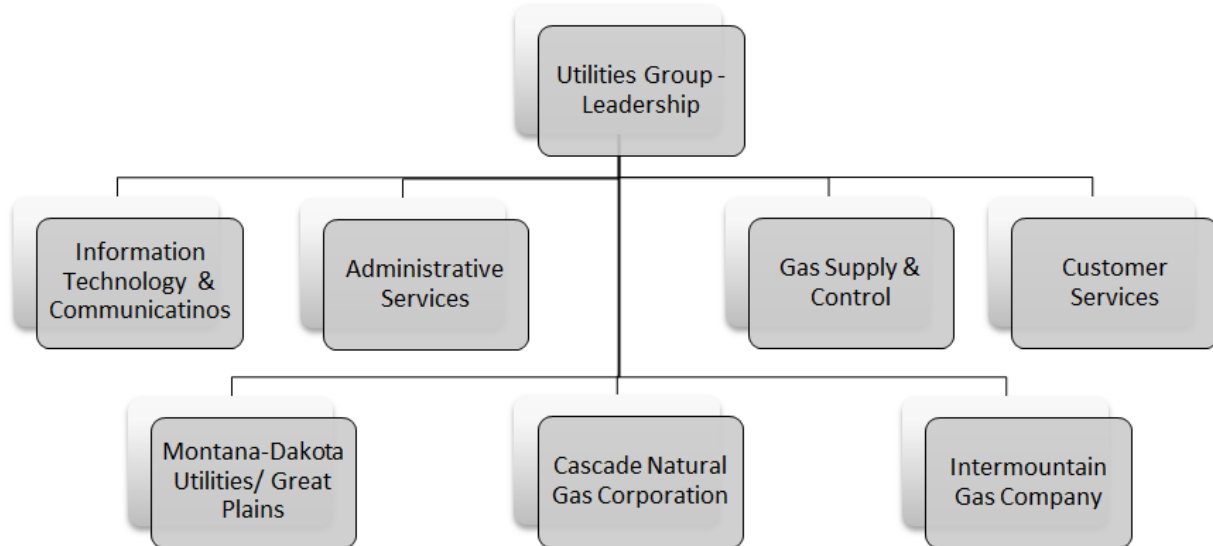 Utilities Group -
Leadership
Information
Technology &
Communicatinos
Administrative
Services
Gas Supply &
Control
Customer
Services
Montana-Dakota
Utilities/ Great
Plains
Cascade Natural
Gas Corporation
Intermountain
Gas Company